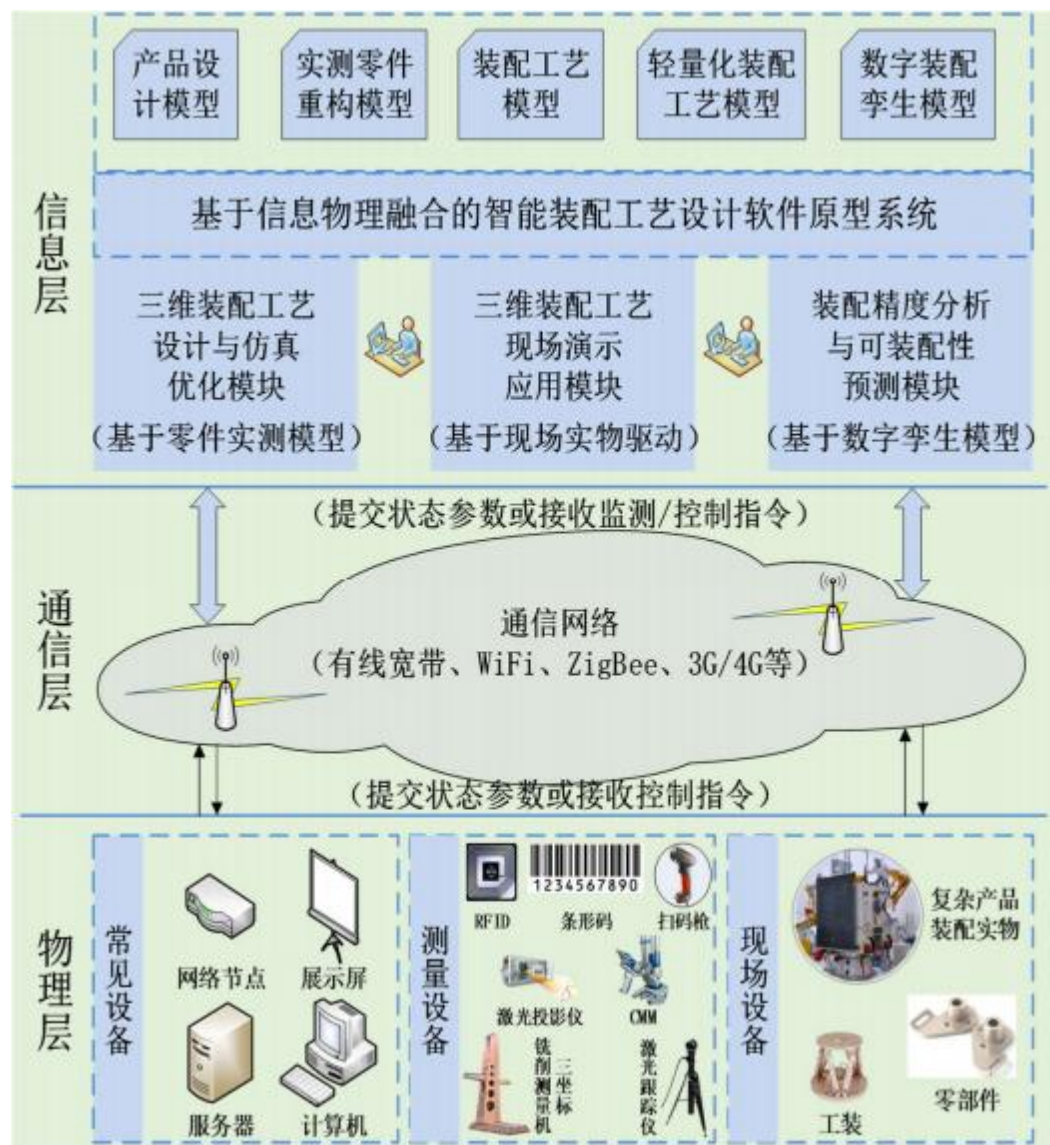 产品设
计模型
实测零件
重构模型
装配工艺
模型
轻量化装配
工艺模型
数字装配
孪生模型
信息层
基于信息物理融合的智能装配工艺设计软件原型系统
三维装配工艺
设计与仿真
优化模块
(基于零件实测模型)
三维装配工艺
现场演示
应用模块
(基于现场实物驱动)
装配精度分析
与可装配性
预测模块
(基于数字孪生模型)
(提交状态参数或接收监测/控制指令)
通信层
通信网络
(有线宽带、WiFi、ZigBee、3G/4G等)
(提交状态参数或接收控制指令)
物理层
常见设备
网络节点
展示屏
服务器
计算机
测量设备
1234567890
RFID
条形码
扫码枪
激光投影仪
CMM
三坐标
铣削测量机
激光跟踪仪
现场设备
复杂产品
装配实物
工装
零部件